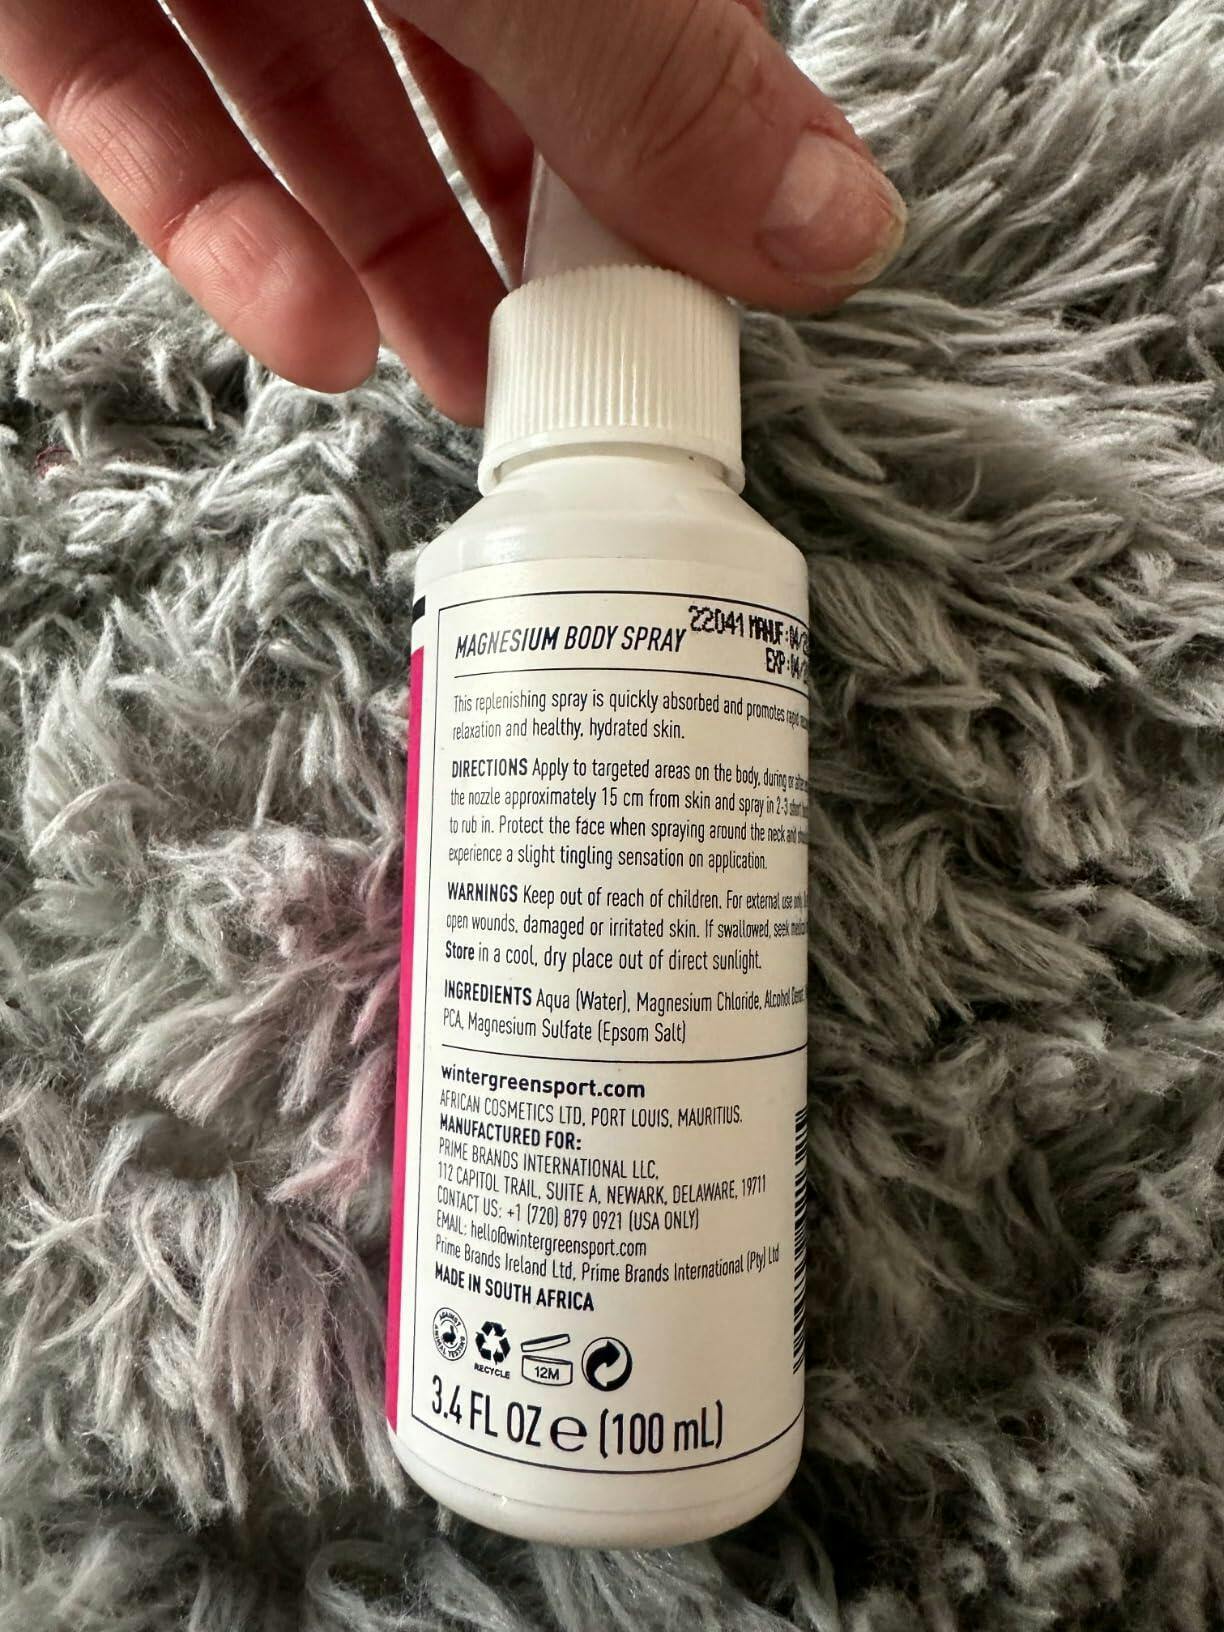 MAGNESIUM BODY SPRAY
22041 MANUF: 04/
EXP: 04/
This replenishing spray is quickly absorbed and promotes rapid
relaxation and healthy, hydrated skin.
DIRECTIONS Apply to targeted areas on the body, during or after
the nozzle approximately 15 cm from skin and spray in 2-3 short
to rub in. Protect the face when spraying around the neck and
experience a slight tingling sensation on application.
WARNINGS Keep out of reach of children. For external use only.
open wounds, damaged or irritated skin. If swallowed, seek
Store in a cool, dry place out of direct sunlight.
INGREDIENTS Aqua (Water), Magnesium Chloride, Alcohol Denat.
PCA, Magnesium Sulfate (Epsom Salt)
wintergreensport.com
AFRICAN COSMETICS LTD, PORT LOUIS, MAURITIUS.
MANUFACTURED FOR:
PRIME BRANDS INTERNATIONAL LLC,
112 CAPITOL TRAIL, SUITE A, NEWARK, DELAWARE, 19711
CONTACT US: +1 (720) 879 0921 (USA ONLY)
EMAIL: hello@wintergreensport.com
Prime Brands Ireland Ltd, Prime Brands International (Pty) Ltd
MADE IN SOUTH AFRICA
AGAINST ANIMAL TESTING
RECYCLE
12M
3.4 FL OZ e (100 mL)